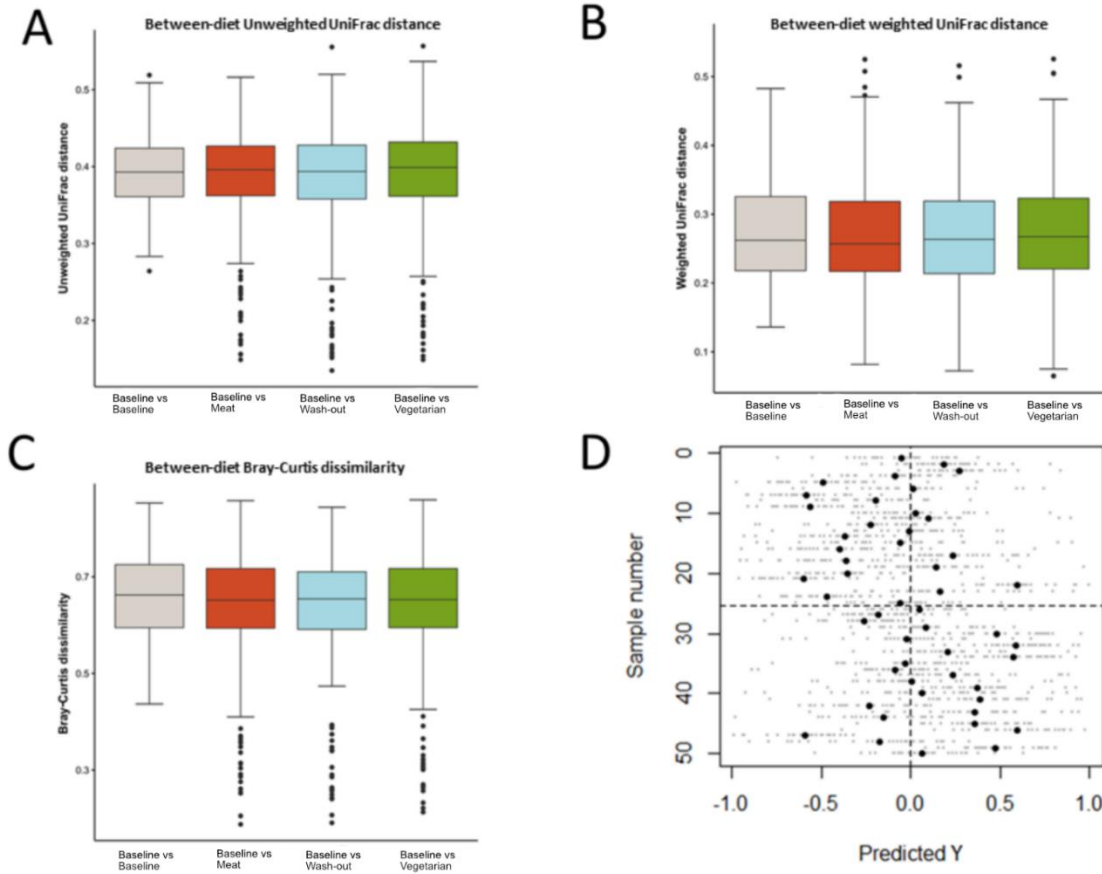 A
Between-diet Unweighted UniFrac distance
Unweighted UniFrac distance
0.5
0.4
0.3
0.2
Baseline vs Baseline
Baseline vs Meat
Baseline vs Wash-out
Baseline vs Vegetarian
B
Between-diet weighted UniFrac distance
Weighted UniFrac distance
0.5
0.4
0.3
0.2
0.1
Baseline vs Baseline
Baseline vs Meat
Baseline vs Wash-out
Baseline vs Vegetarian
C
Between-diet Bray-Curtis dissimilarity
Bray-Curtis dissimilarity
0.7
0.5
0.3
Baseline vs Baseline
Baseline vs Meat
Baseline vs Wash-out
Baseline vs Vegetarian
D
Sample number
0
10
20
30
40
50
-1.0 -0.5 0.0 0.5 1.0
Predicted Y